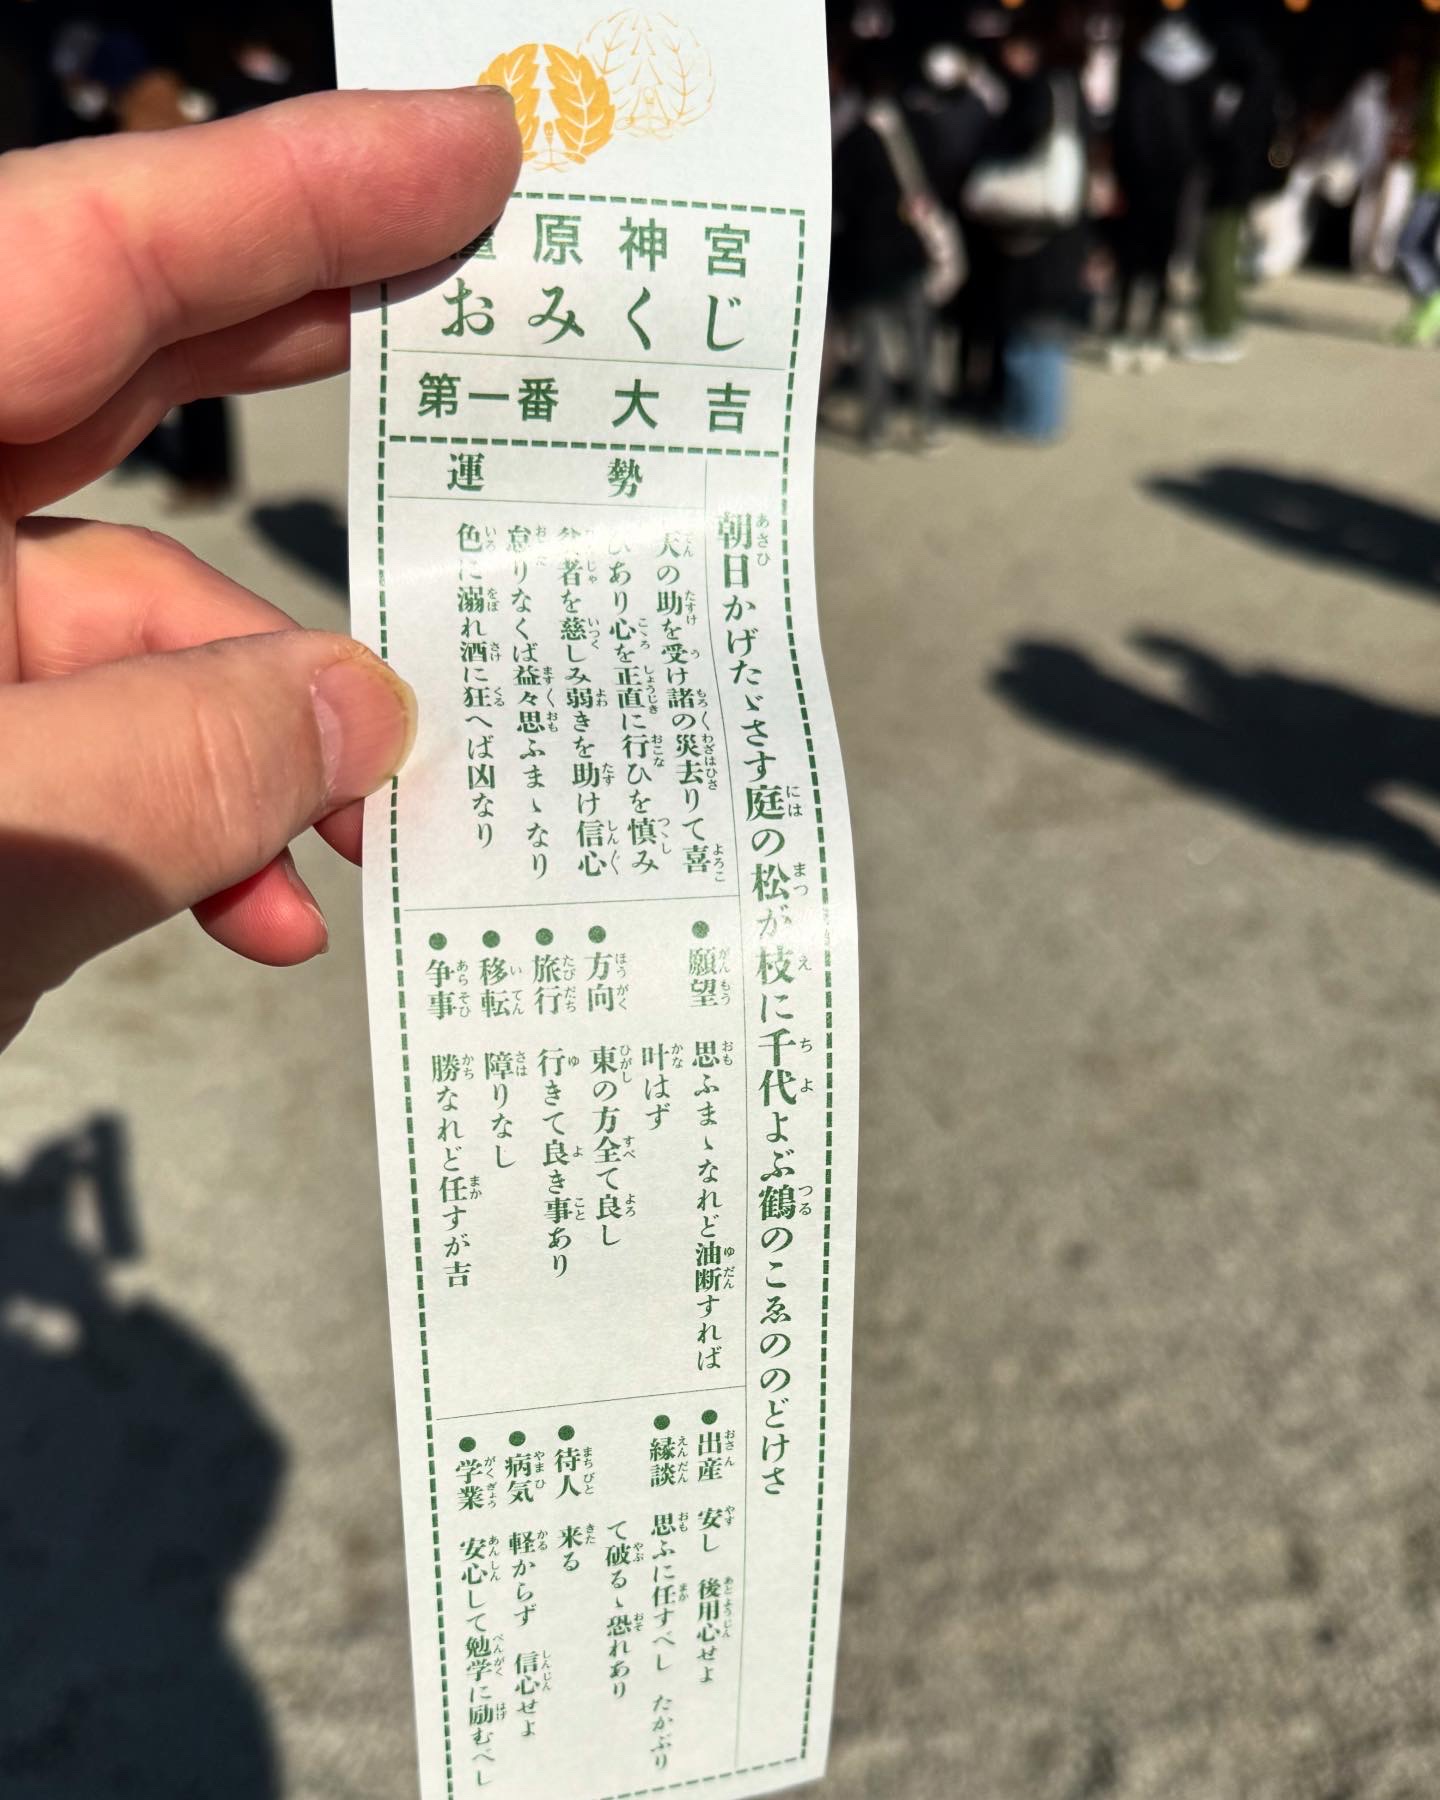 橿原神宮
おみくじ
第一番 大吉
朝日かげたゞさす庭の松が枝に千代よぶ鶴のこゑののどけさ
運勢
天の助を受け諸の災去りて喜
びあり心を正直に行ひを慎み
貧者を慈しみ弱きを助け信心
怠りなくば益々思ふまゝなり
色に溺れ酒に狂へば凶なり
●願望 思ふまゝなれど油断すれば
叶はず
●方向 東の方全て良し
●旅行 行きて良き事あり
●移転 障りなし
●争事 勝なれど任すが吉
●出産 安し 後用心せよ
●縁談 思ふに任すべし たかぶり
て破るゝ恐れあり
●待人 来る
●病気 軽からず 信心せよ
●学業 安心して勉学に励むべし